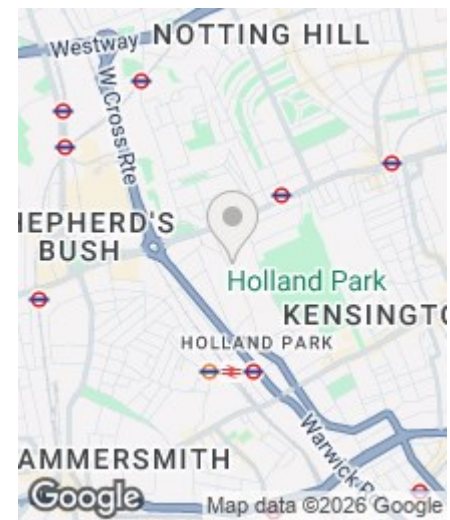 Westway
NOTTING HILL
W Cross Rte
HEPHERD'S
BUSH
Holland Park
KENSINGTO
HOLLAND PARK
Warwick R
AMMERSMITH
Google
Map data ©2026 Google